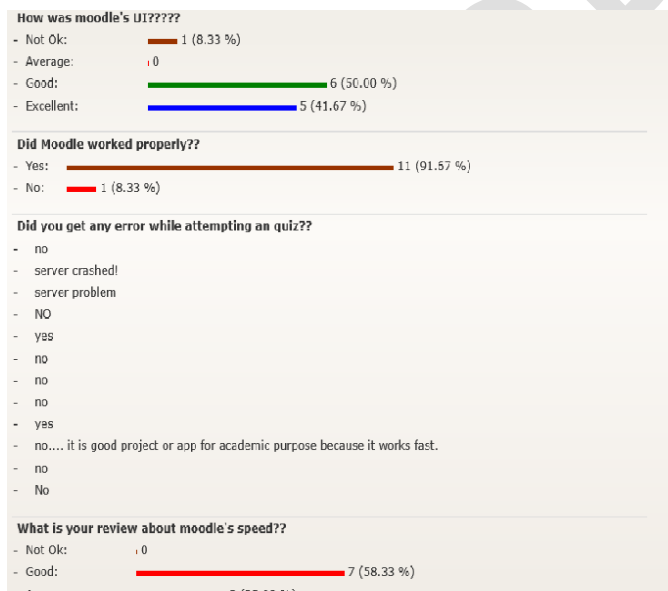 How was moodle's UI?????
- Not Ok: 1 (8.33 %)
- Average: 0
- Good: 6 (50.00 %)
- Excellent: 5 (41.67 %)
Did Moodle worked properly??
- Yes: 11 (91.67 %)
- No: 1 (8.33 %)
Did you get any error while attempting an quiz??
- no
- server crashed!
- server problem
- NO
- yes
- no
- no
- no
- yes
- no.... it is good project or app for academic purpose because it works fast.
- no
- No
What is your review about moodle's speed??
- Not Ok: 0
- Good: 7 (58.33 %)